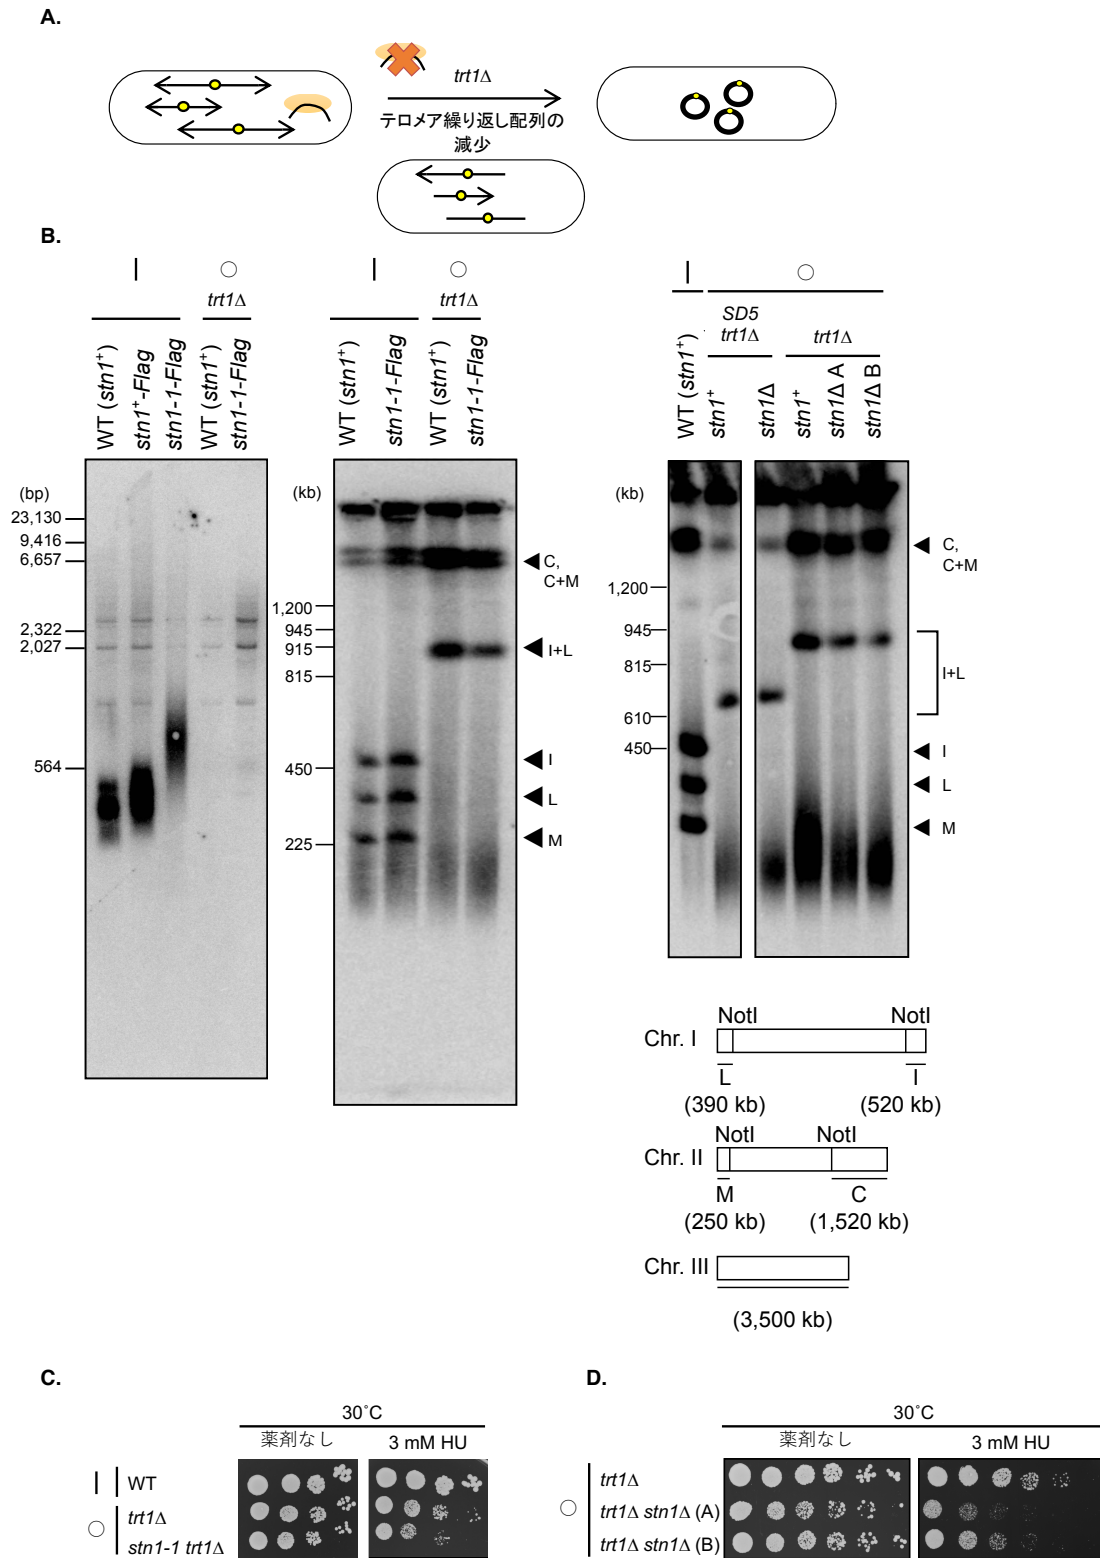 A.
trt1Δ
テロメア繰り返し配列の
減少
B.
trt1Δ
WT (stn1⁺)
stn1⁺-Flag
stn1-1-Flag
WT (stn1⁺)
stn1-1-Flag
(bp)
23,130
9,416
6,657
2,322
2,027
564
trt1Δ
WT (stn1⁺)
stn1-1-Flag
WT (stn1⁺)
stn1-1-Flag
(kb)
1,200
945
915
815
450
225
C,
C+M
I+L
I
L
M
SD5
trt1Δ
trt1Δ
WT (stn1⁺)
stn1⁺
stn1Δ
stn1⁺
stn1Δ A
stn1Δ B
(kb)
1,200
945
815
610
450
C,
C+M
I+L
I
L
M
NotI NotI
Chr. I
L I
(390 kb) (520 kb)
NotI NotI
Chr. II
M C
(250 kb) (1,520 kb)
Chr. III
(3,500 kb)
C.
30˚C
薬剤なし 3 mM HU
WT
trt1Δ
stn1-1 trt1Δ
D.
30˚C
薬剤なし 3 mM HU
trt1Δ
trt1Δ stn1Δ (A)
trt1Δ stn1Δ (B)